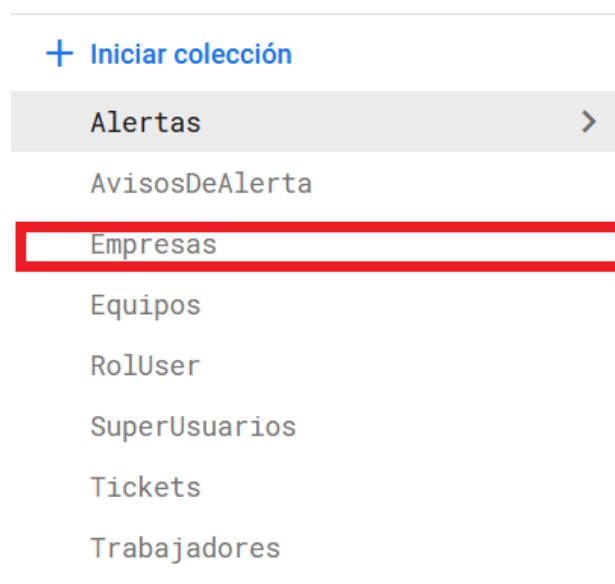 + Iniciar colección
Alertas
AvisosDeAlerta
Empresas
Equipos
RolUser
SuperUsuarios
Tickets
Trabajadores